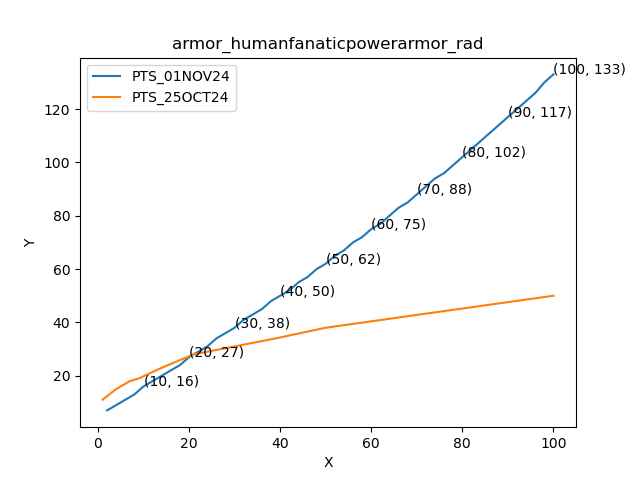 armor_humanfanaticpowerarmor_rad
PTS_01NOV24
PTS_25OCT24
(100, 133)
(90, 117)
(80, 102)
(70, 88)
(60, 75)
(50, 62)
(40, 50)
(30, 38)
(20, 27)
(10, 16)
Y
120
100
80
60
40
20
0 20 40 60 80 100
X